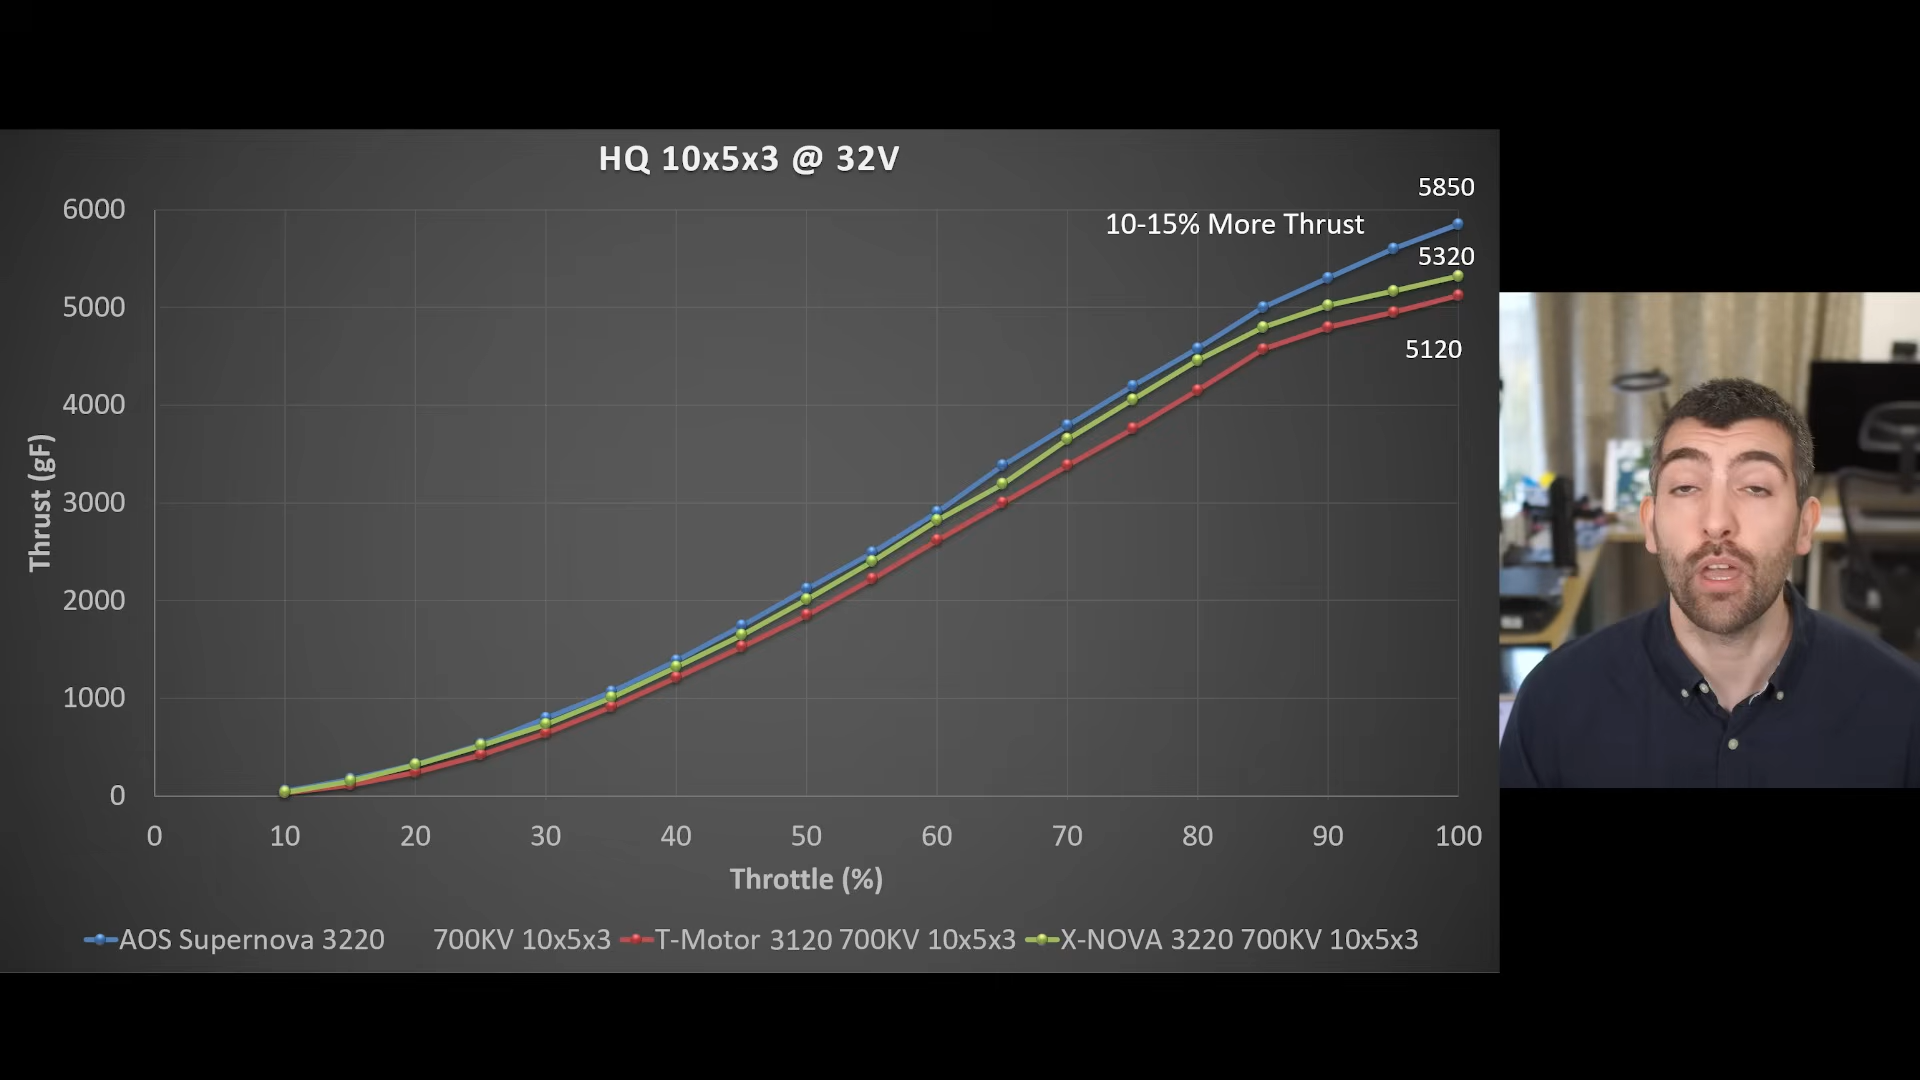 HQ 10x5x3 @ 32V
5850
10-15% More Thrust
5320
5120
Thrust (gF)
6000
5000
4000
3000
2000
1000
0
0 10 20 30 40 50 60 70 80 90 100
Throttle (%)
AOS Supernova 3220 700KV 10x5x3 T-Motor 3120 700KV 10x5x3 X-NOVA 3220 700KV 10x5x3